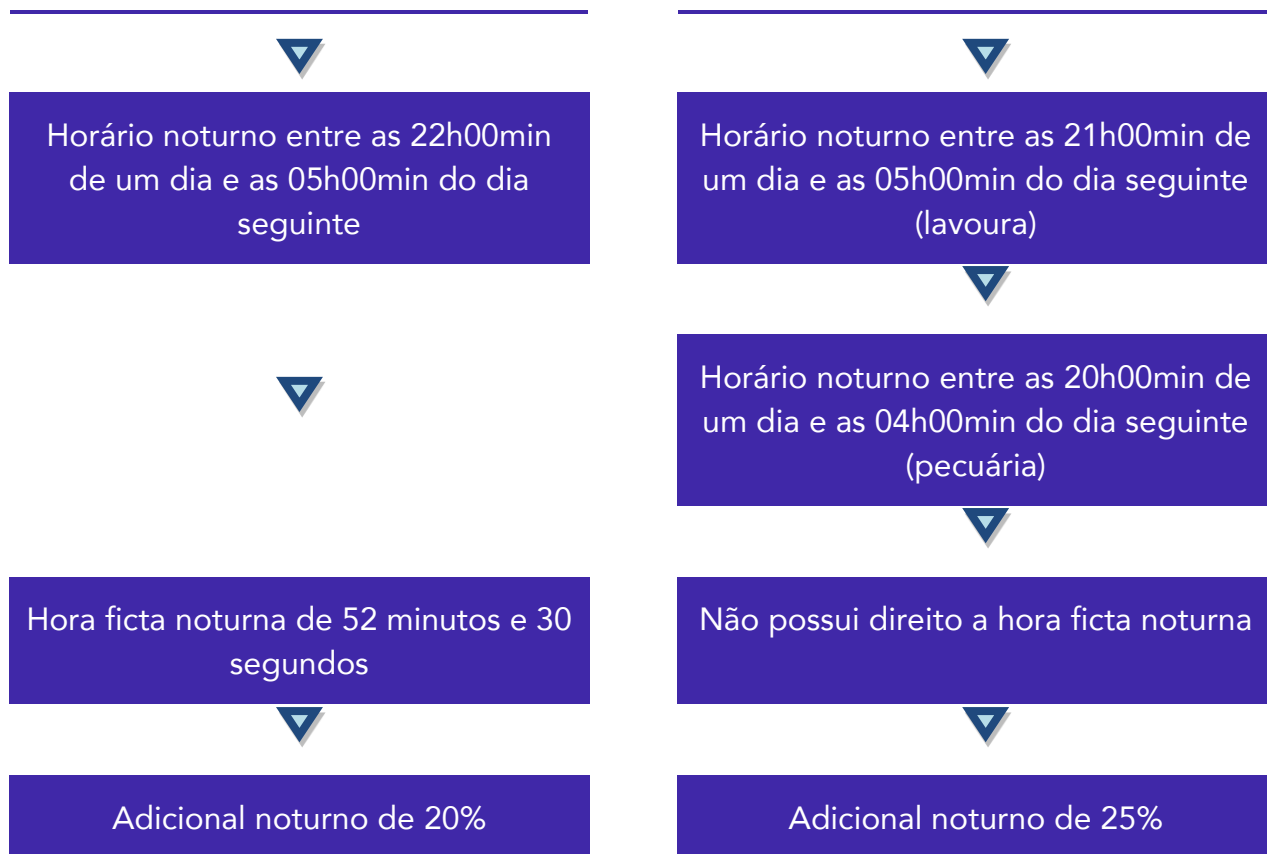 Horário noturno entre as 22h00min
de um dia e as 05h00min do dia
seguinte
Hora ficta noturna de 52 minutos e 30
segundos
Adicional noturno de 20%
Horário noturno entre as 21h00min de
um dia e as 05h00min do dia seguinte
(lavoura)
Horário noturno entre as 20h00min de
um dia e as 04h00min do dia seguinte
(pecuária)
Não possui direito a hora ficta noturna
Adicional noturno de 25%